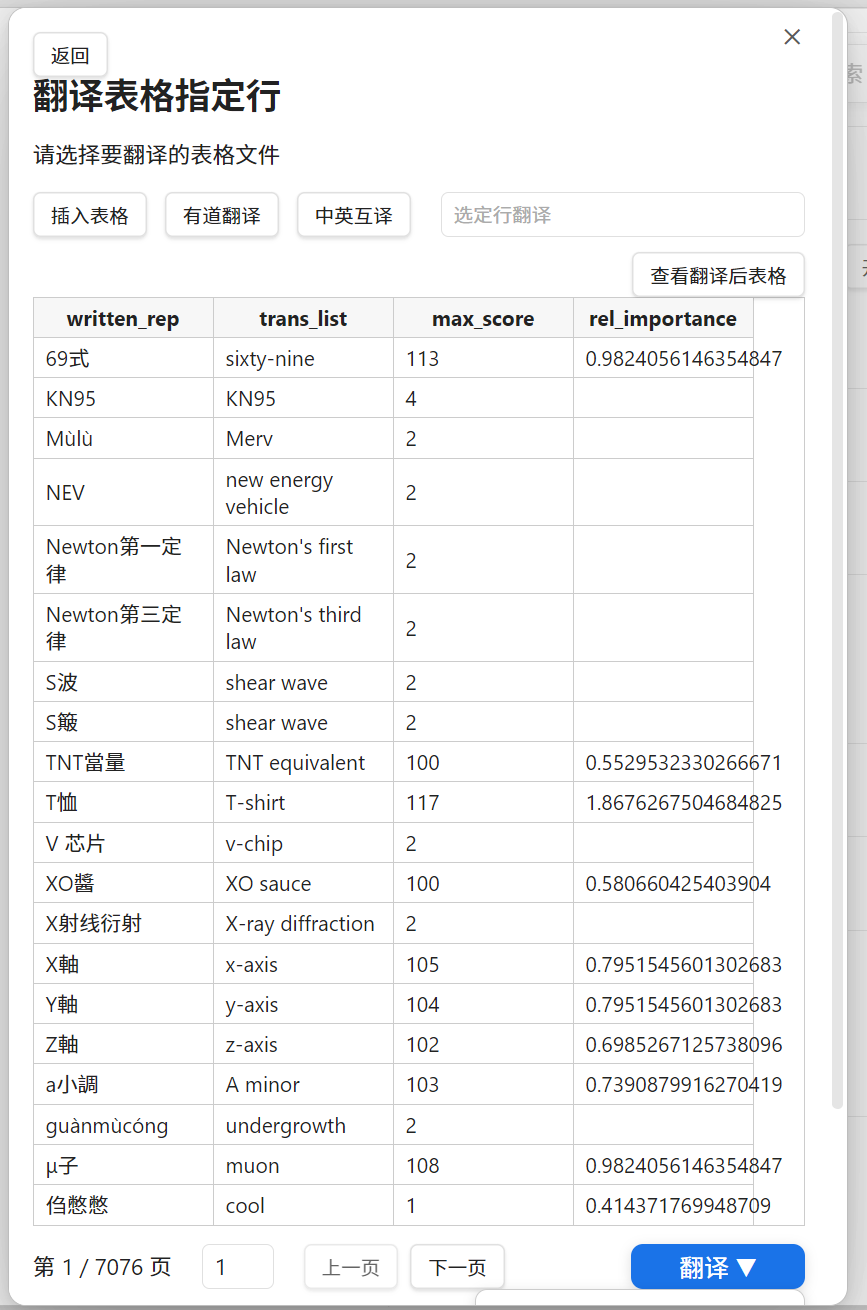 返回
翻译表格指定行
请选择要翻译的表格文件
插入表格 有道翻译 中英互译 选定行翻译
查看翻译后表格
written_rep trans_list max_score rel_importance
69式 sixty-nine 113 0.9824056146354847
KN95 KN95 4
Mùlù Merv 2
NEV new energy vehicle 2
Newton第一定律 Newton's first law 2
Newton第三定律 Newton's third law 2
S波 shear wave 2
S簸 shear wave 2
TNT當量 TNT equivalent 100 0.5529532330266671
T恤 T-shirt 117 1.8676267504684825
V 芯片 v-chip 2
XO醬 XO sauce 100 0.580660425403904
X射线衍射 X-ray diffraction 2
X軸 x-axis 105 0.7951545601302683
Y軸 y-axis 104 0.7951545601302683
Z軸 z-axis 102 0.6985267125738096
a小調 A minor 103 0.7390879916270419
guànmùcóng undergrowth 2
μ子 muon 108 0.9824056146354847
㑇憋憋 cool 1 0.414371769948709
第 1 / 7076 页 1 上一页 下一页 翻译 ▼
索